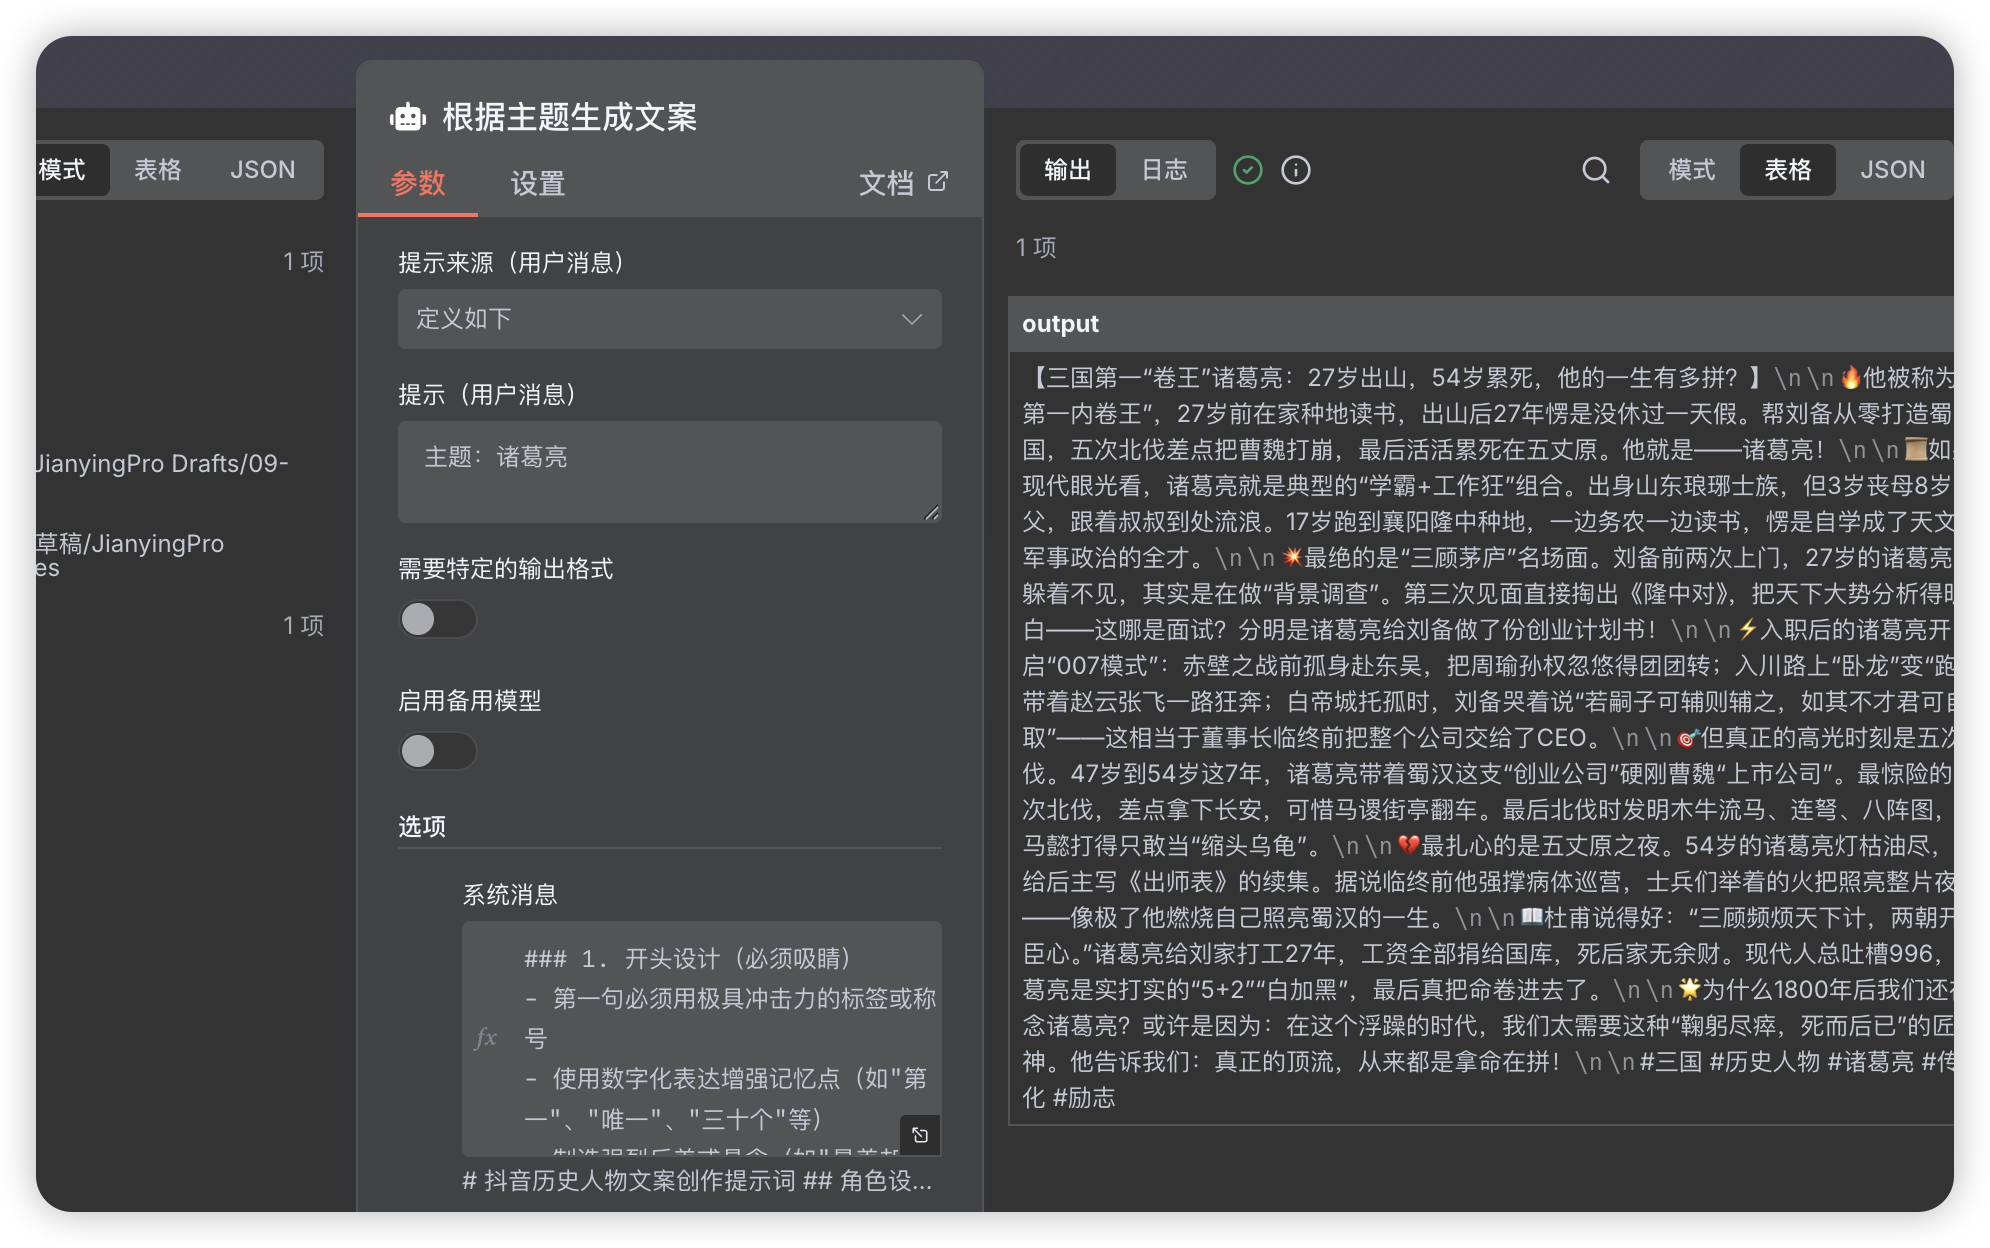 模式 表格 JSON
1 项
JianyingPro Drafts/09-
草稿/JianyingPro
es
1 项
根据主题生成文案
参数 设置 文档
提示来源（用户消息）
定义如下
提示（用户消息）
主题：诸葛亮
需要特定的输出格式
启用备用模型
选项
系统消息
### 1. 开头设计（必须吸睛）
- 第一句必须用极具冲击力的标签或称
号
fx
- 使用数字化表达增强记忆点（如"第
一"、"唯一"、"三十个"等）
# 抖音历史人物文案创作提示词 ## 角色设...
输出 日志 模式 表格 JSON
1 项
output
【三国第一“卷王”诸葛亮：27岁出山，54岁累死，他的一生有多拼？】\n\n🔥他被称为
第一内卷王”，27岁前在家种地读书，出山后27年愣是没休过一天假。帮刘备从零打造蜀
国，五次北伐差点把曹魏打崩，最后活活累死在五丈原。他就是——诸葛亮！\n\n📜如
现代眼光看，诸葛亮就是典型的“学霸+工作狂”组合。出身山东琅琊士族，但3岁丧母8岁
父，跟着叔叔到处流浪。17岁跑到襄阳隆中种地，一边务农一边读书，愣是自学成了天文
军事政治的全才。\n\n💥最绝的是“三顾茅庐”名场面。刘备前两次上门，27岁的诸葛亮
躲着不见，其实是在做“背景调查”。第三次见面直接掏出《隆中对》，把天下大势分析得明
白——这哪是面试？分明是诸葛亮给刘备做了份创业计划书！\n\n⚡入职后的诸葛亮开
启“007模式”：赤壁之战前孤身赴东吴，把周瑜孙权忽悠得团团转；入川路上“卧龙”变“跑
带着赵云张飞一路狂奔；白帝城托孤时，刘备哭着说“若嗣子可辅则辅之，如其不才君可自
取”——这相当于董事长临终前把整个公司交给了CEO。\n\n🎯但真正的高光时刻是五次
伐。47岁到54岁这7年，诸葛亮带着蜀汉这支“创业公司”硬刚曹魏“上市公司”。最惊险的
次北伐，差点拿下长安，可惜马谡街亭翻车。最后北伐时发明木牛流马、连弩、八阵图，
马懿打得只敢当“缩头乌龟”。\n\n💔最扎心的是五丈原之夜。54岁的诸葛亮灯枯油尽，
给后主写《出师表》的续集。据说临终前他强撑病体巡营，士兵们举着的火把照亮整片夜
——像极了他燃烧自己照亮蜀汉的一生。\n\n📖杜甫说得好：“三顾频烦天下计，两朝开
臣心。”诸葛亮给刘家打工27年，工资全部捐给国库，死后家无余财。现代人总吐槽996，
葛亮是实打实的“5+2”“白加黑”，最后真把命卷进去了。\n\n🌟为什么1800年后我们还在
念诸葛亮？或许是因为：在这个浮躁的时代，我们太需要这种“鞠躬尽瘁，死而后已”的匠
神。他告诉我们：真正的顶流，从来都是拿命在拼！\n\n#三国 #历史人物 #诸葛亮 #传
化 #励志